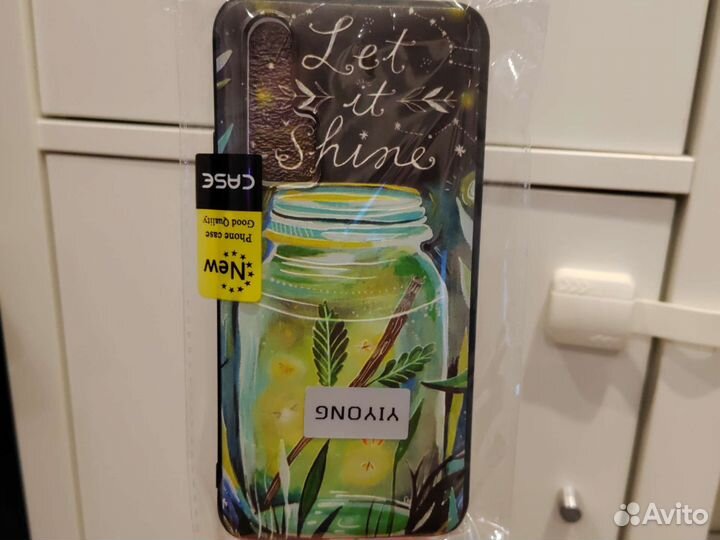 Let
it
Shine
CASE
Good Quality
Phone case
New
YIYONG
Avito